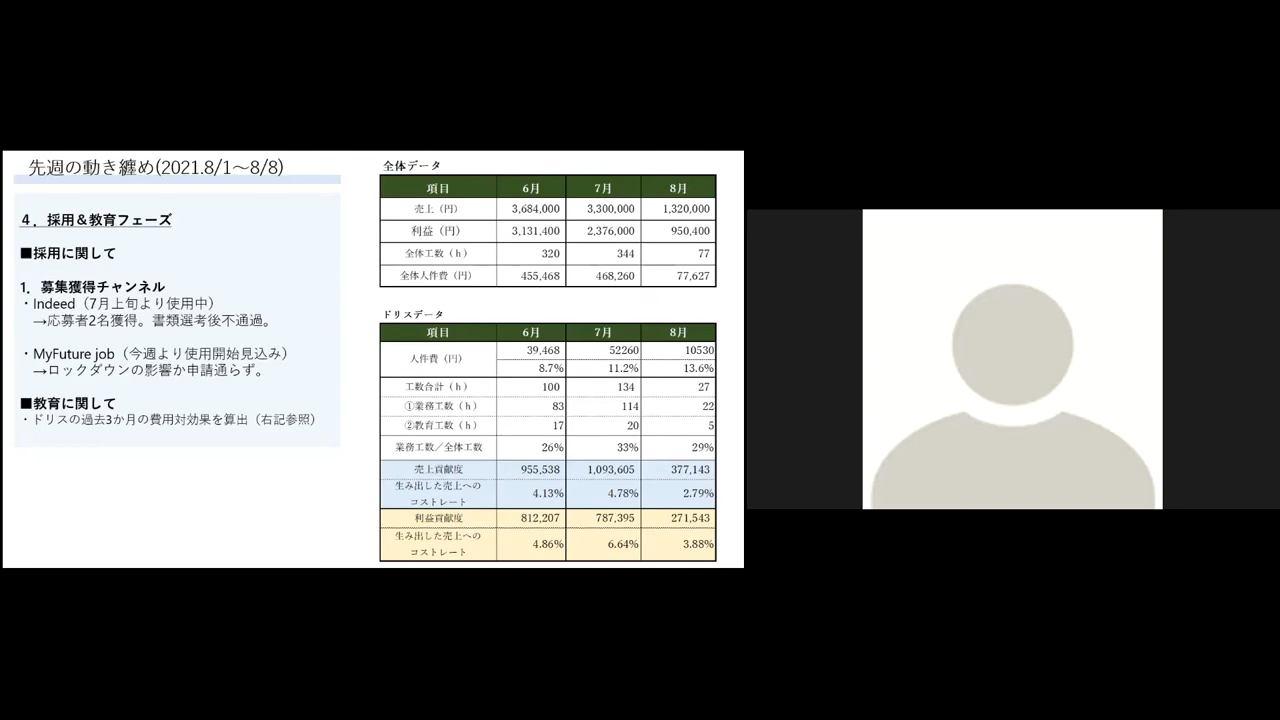 先週の動き纏め(2021.8/1～8/8)
４．採用＆教育フェーズ
■採用に関して
1．募集獲得チャンネル
・Indeed（7月上旬より使用中）
→応募者2名獲得。書類選考後不通過。
・MyFuture job（今週より使用開始見込み）
→ロックダウンの影響か申請通らず。
■教育に関して
・ドリスの過去3か月の費用対効果を算出（右記参照）
全体データ
項目 6月 7月 8月
売上（円） 3,684,000 3,300,000 1,320,000
利益（円） 3,131,400 2,376,000 950,400
全体工数（h） 320 344 77
全体人件費（円） 455,468 468,260 77,627
ドリスデータ
項目 6月 7月 8月
人件費（円） 39,468 52260 10530
8.7% 11.2% 13.6%
工数合計（h） 100 134 27
①業務工数（h） 83 114 22
②教育工数（h） 17 20 5
業務工数／全体工数 26% 33% 29%
売上貢献度 955,538 1,093,605 377,143
生み出した売上への
コストレート 4.13% 4.78% 2.79%
利益貢献度 812,207 787,395 271,543
生み出した売上への
コストレート 4.86% 6.64% 3.88%